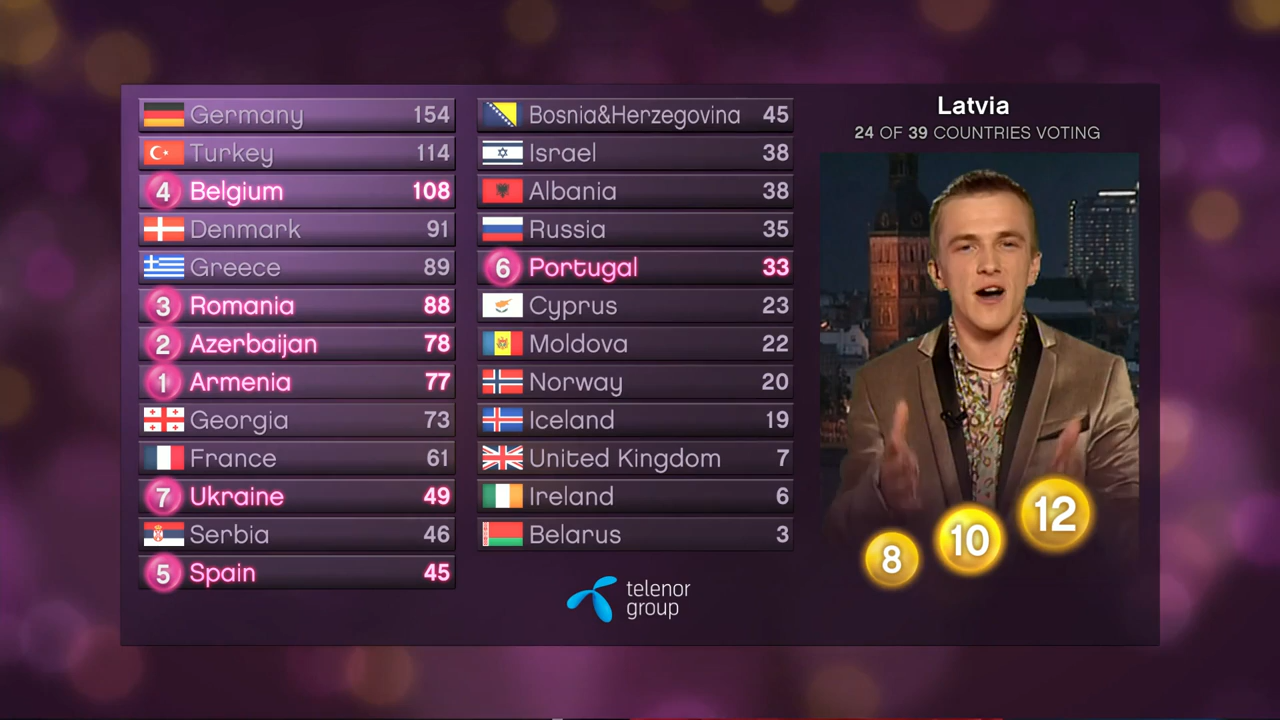 Germany 154
Turkey 114
4 Belgium 108
Denmark 91
Greece 89
3 Romania 88
2 Azerbaijan 78
1 Armenia 77
Georgia 73
France 61
7 Ukraine 49
Serbia 46
5 Spain 45
Bosnia&Herzegovina 45
Israel 38
Albania 38
Russia 35
6 Portugal 33
Cyprus 23
Moldova 22
Norway 20
Iceland 19
United Kingdom 7
Ireland 6
Belarus 3
telenor
group
Latvia
24 OF 39 COUNTRIES VOTING
8 10 12